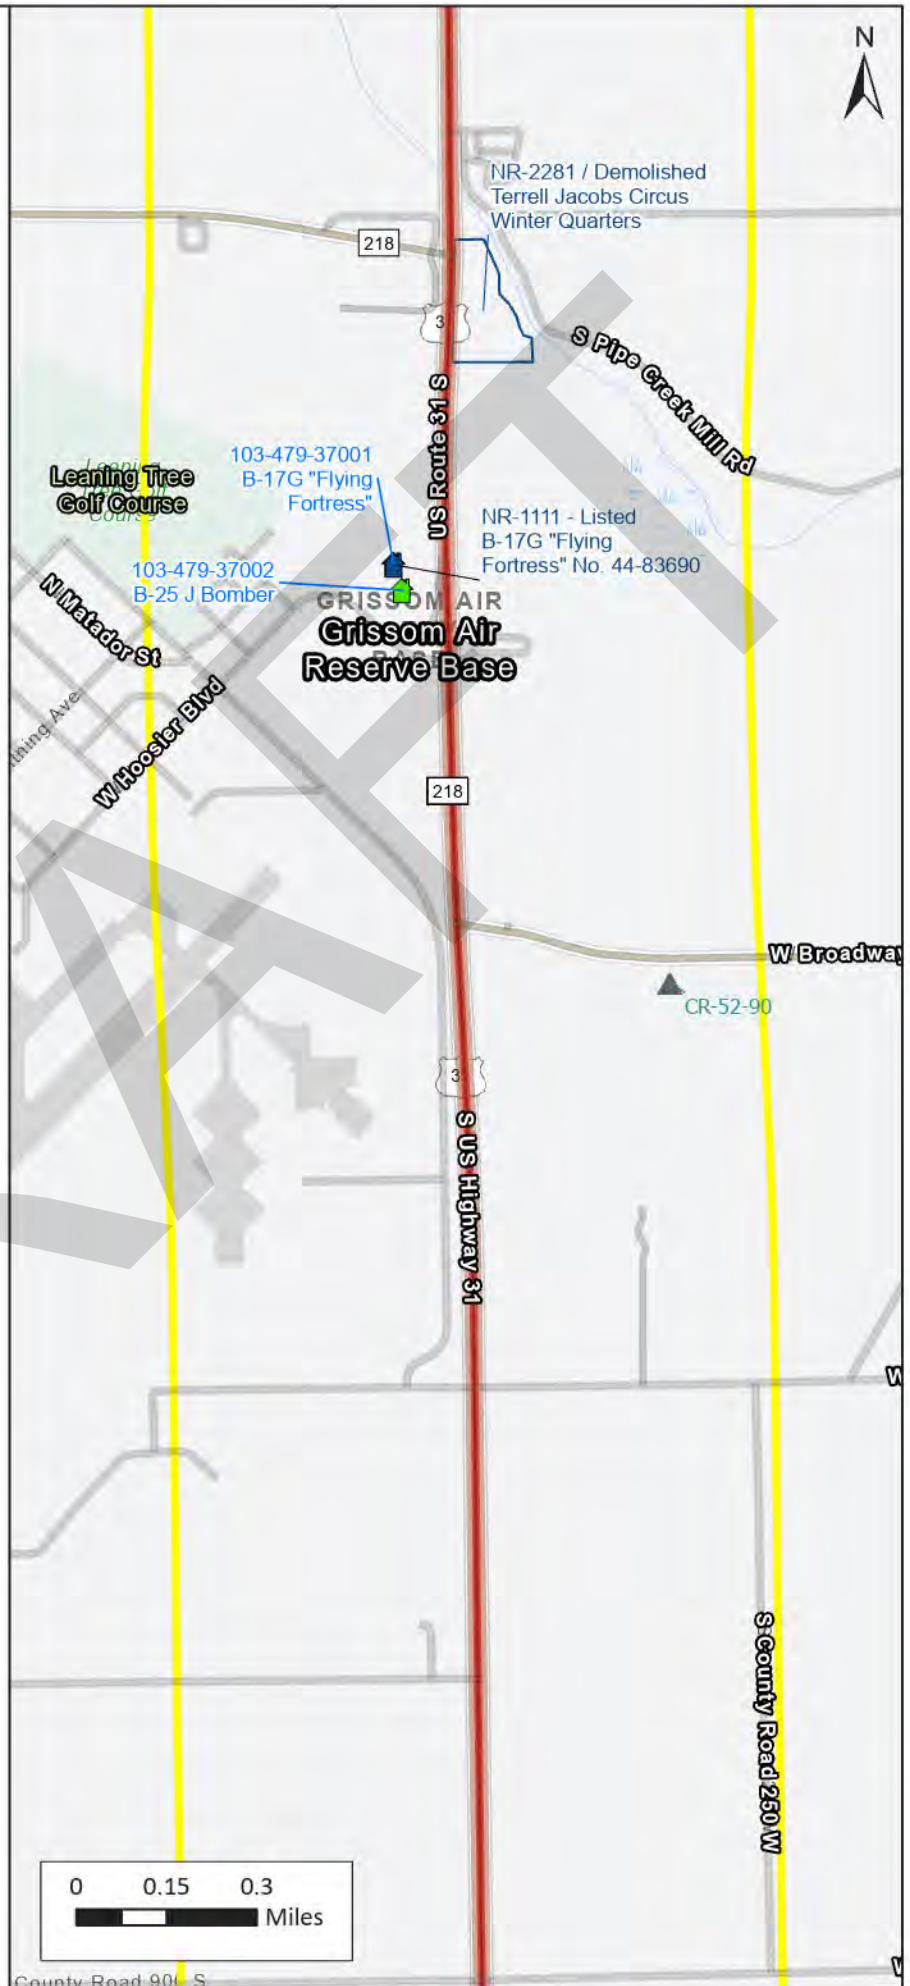 N
NR-2281 / Demolished
Terrell Jacobs Circus
Winter Quarters
218
3
S Pipe Creek Mill Rd
US Route 31 S
103-479-37001
B-17G "Flying
Fortress"
Leaning Tree
Golf Course
NR-1111 - Listed
B-17G "Flying
Fortress" No. 44-83690
103-479-37002
B-25 J Bomber
GRISSOM AIR
Grissom Air
Reserve Base
N Matador St
W Hoosier Blvd
Ave
218
W Broadway
CR-52-90
3
S US Highway 31
W
S County Road 250 W
0 0.15 0.3
Miles
County Road 900 S
W